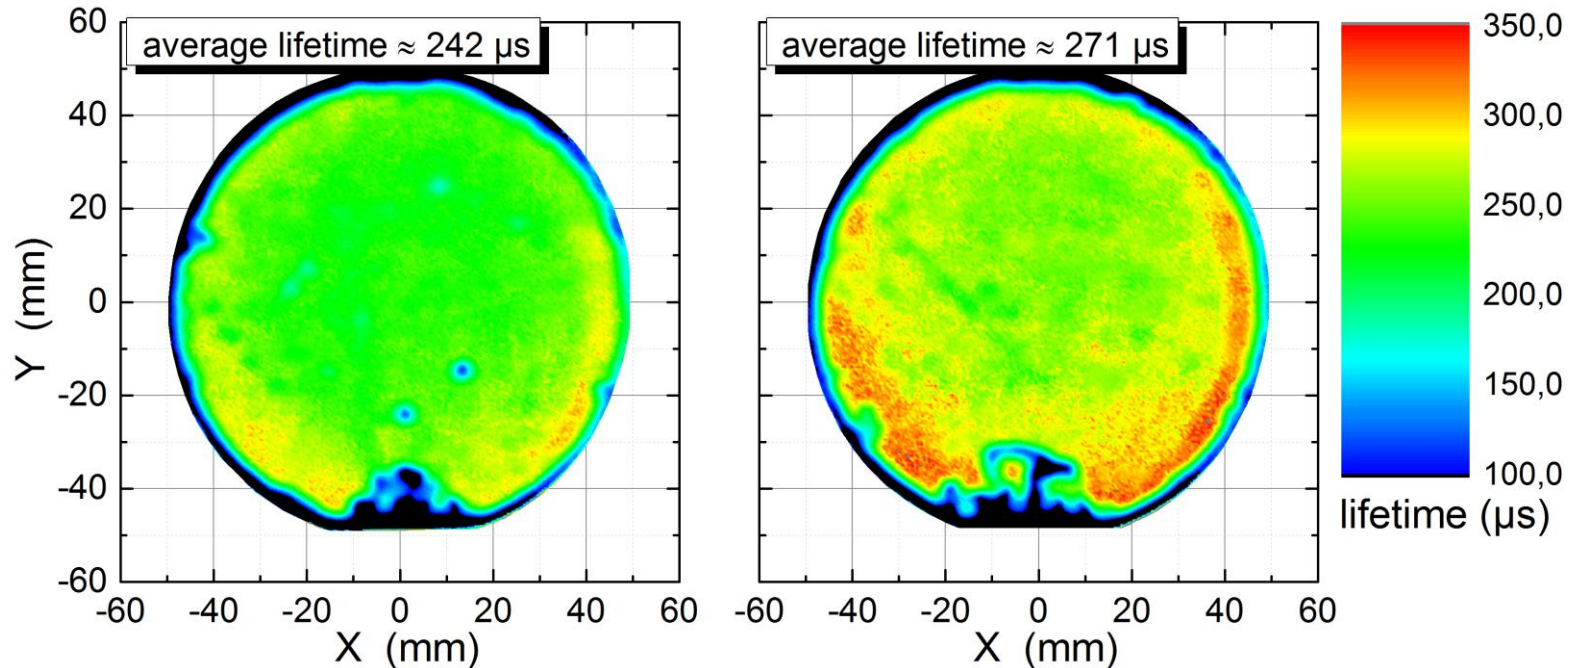 average lifetime ≈ 242 µs
average lifetime ≈ 271 µs
60
40
20
0
-20
-40
-60
Y (mm)
-60 -40 -20 0 20 40 60
X (mm)
-60 -40 -20 0 20 40 60
X (mm)
350,0
300,0
250,0
200,0
150,0
100,0
lifetime (µs)